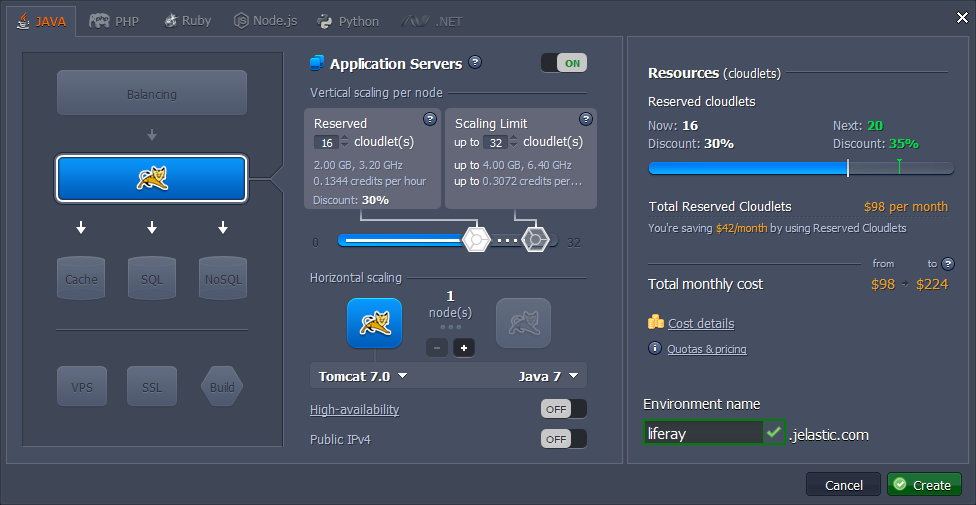 JAVA
PHP
Ruby
Node.js
Python
.NET
Balancing
Cache
SQL
NoSQL
VPS
SSL
Build
Application Servers ?
ON
Vertical scaling per node
Reserved ?
16 cloudlet(s)
2.00 GB, 3.20 GHz
0.1344 credits per hour
Discount: 30%
Scaling Limit ?
up to 32 cloudlet(s)
up to 4.00 GB, 6.40 GHz
up to 0.3072 credits per...
0
32
Horizontal scaling
1
node(s)
- +
Tomcat 7.0
Java 7
High-availability
OFF
Public IPv4
OFF
Resources (cloudlets)
Reserved cloudlets
Now: 16
Next: 20
Discount: 30%
Discount: 35%
Total Reserved Cloudlets
$98 per month
You're saving $42/month by using Reserved Cloudlets
from
to ?
Total monthly cost
$98
$224
Cost details
Quotas & pricing
Environment name
liferay
.jelastic.com
Cancel
Create